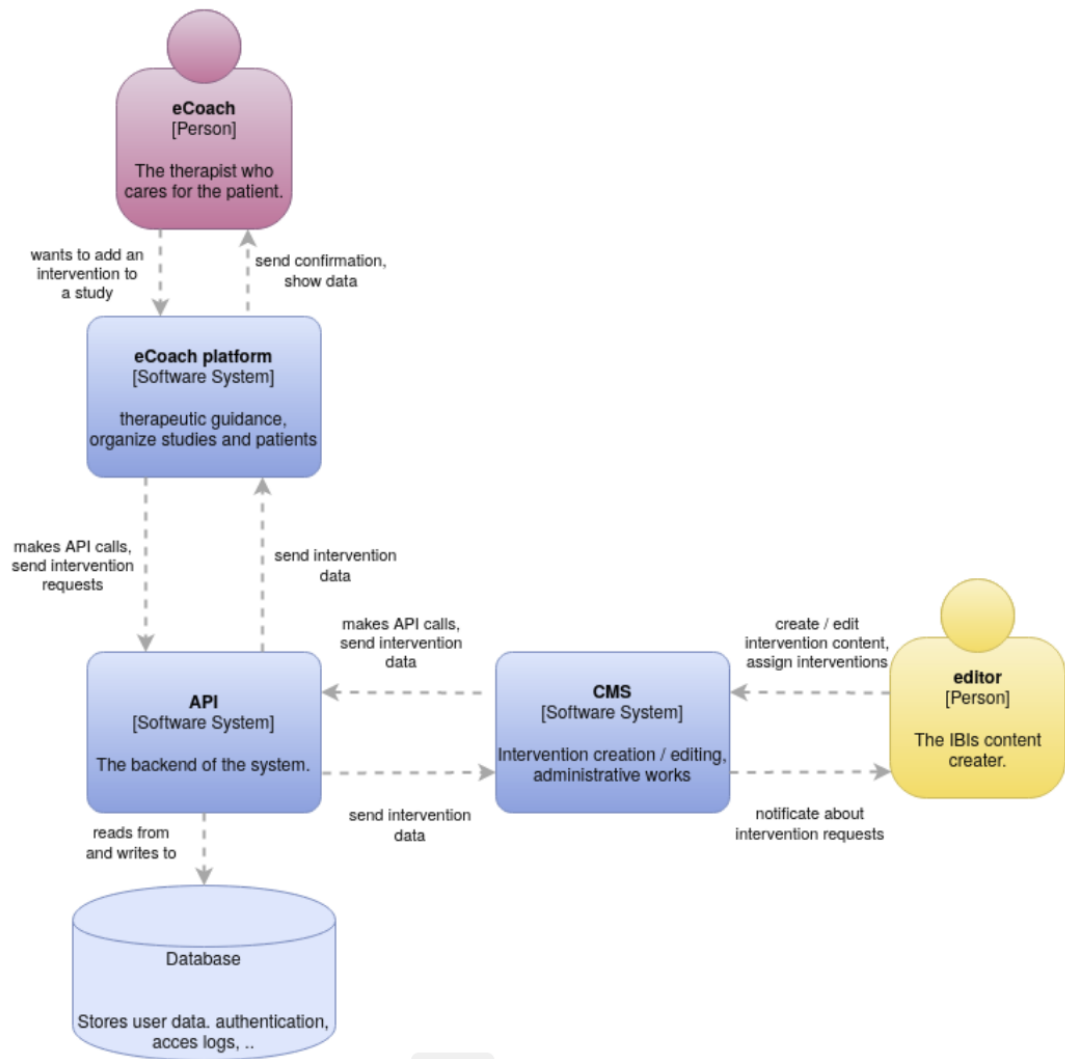 eCoach
[Person]
The therapist who
cares for the patient.
wants to add an
intervention to
a study
send confirmation,
show data
eCoach platform
[Software System]
therapeutic guidance,
organize studies and patients
makes API calls,
send intervention
requests
send intervention
data
API
[Software System]
The backend of the system.
makes API calls,
send intervention
data
send intervention
data
CMS
[Software System]
Intervention creation / editing,
administrative works
create / edit
intervention content,
assign interventions
notificate about
intervention requests
editor
[Person]
The IBIs content
creater.
reads from
and writes to
Database
Stores user data. authentication,
acces logs, ..